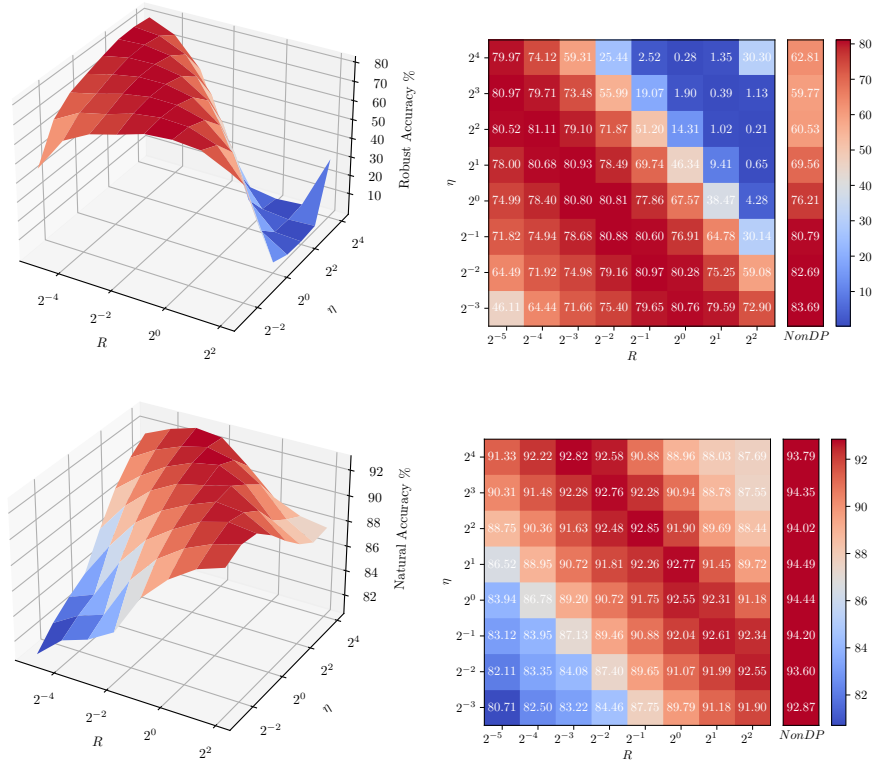 80
70
60
50
40
30
20
10
Robust Accuracy %
2^-4
2^-2
2^0
2^2
R
2^-2
2^0
2^2
2^4
η
2^4 79.97 74.12 59.31 25.44 2.52 0.28 1.35 30.30 62.81
2^3 80.97 79.71 73.48 55.99 19.07 1.90 0.39 1.13 59.77
2^2 80.52 81.11 79.10 71.87 51.20 14.31 1.02 0.21 60.53
2^1 78.00 80.68 80.93 78.49 69.74 46.34 9.41 0.65 69.56
η
2^0 74.99 78.40 80.80 80.81 77.86 67.57 38.47 4.28 76.21
2^-1 71.82 74.94 78.68 80.88 80.60 76.91 64.78 30.14 80.79
2^-2 64.49 71.92 74.98 79.16 80.97 80.28 75.25 59.08 82.69
2^-3 46.11 64.44 71.66 75.40 79.65 80.76 79.59 72.90 83.69
2^-5 2^-4 2^-3 2^-2 2^-1 2^0 2^1 2^2 NonDP
R
80
70
60
50
40
30
20
10
92
90
88
86
84
82
Natural Accuracy %
2^-4
2^-2
2^0
2^2
R
2^-2
2^0
2^2
2^4
η
2^4 91.33 92.22 92.82 92.58 90.88 88.96 88.03 87.69 93.79
2^3 90.31 91.48 92.28 92.76 92.28 90.94 88.78 87.55 94.35
2^2 88.75 90.36 91.63 92.48 92.85 91.90 89.69 88.44 94.02
2^1 86.52 88.95 90.72 91.81 92.26 92.77 91.45 89.72 94.49
η
2^0 83.94 86.78 89.20 90.72 91.75 92.55 92.31 91.18 94.44
2^-1 83.12 83.95 87.13 89.46 90.88 92.04 92.61 92.34 94.20
2^-2 82.11 83.35 84.08 87.40 89.65 91.07 91.99 92.55 93.60
2^-3 80.71 82.50 83.22 84.46 87.75 89.79 91.18 91.90 92.87
2^-5 2^-4 2^-3 2^-2 2^-1 2^0 2^1 2^2 NonDP
R
92
90
88
86
84
82